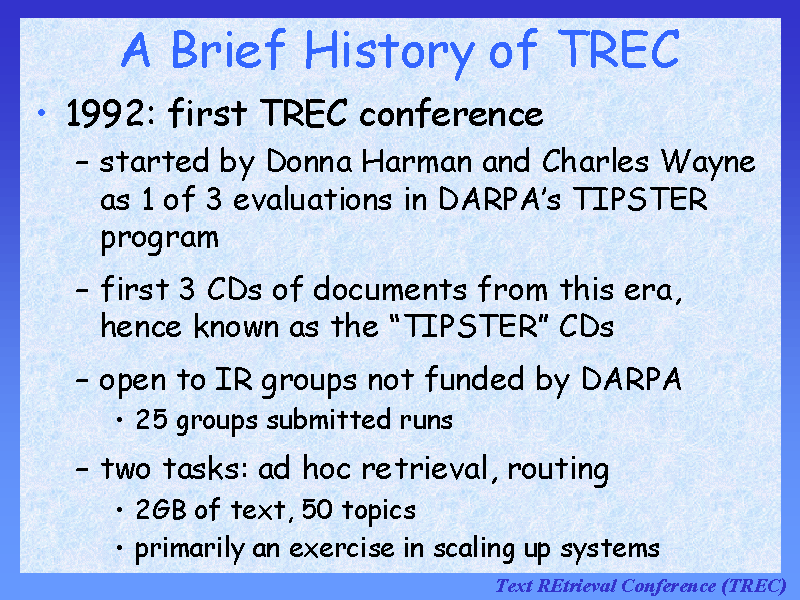 A Brief History of TREC
• 1992: first TREC conference
– started by Donna Harman and Charles Wayne
as 1 of 3 evaluations in DARPA’s TIPSTER
program
– first 3 CDs of documents from this era,
hence known as the “TIPSTER” CDs
– open to IR groups not funded by DARPA
• 25 groups submitted runs
– two tasks: ad hoc retrieval, routing
• 2GB of text, 50 topics
• primarily an exercise in scaling up systems
Text REtrieval Conference (TREC)